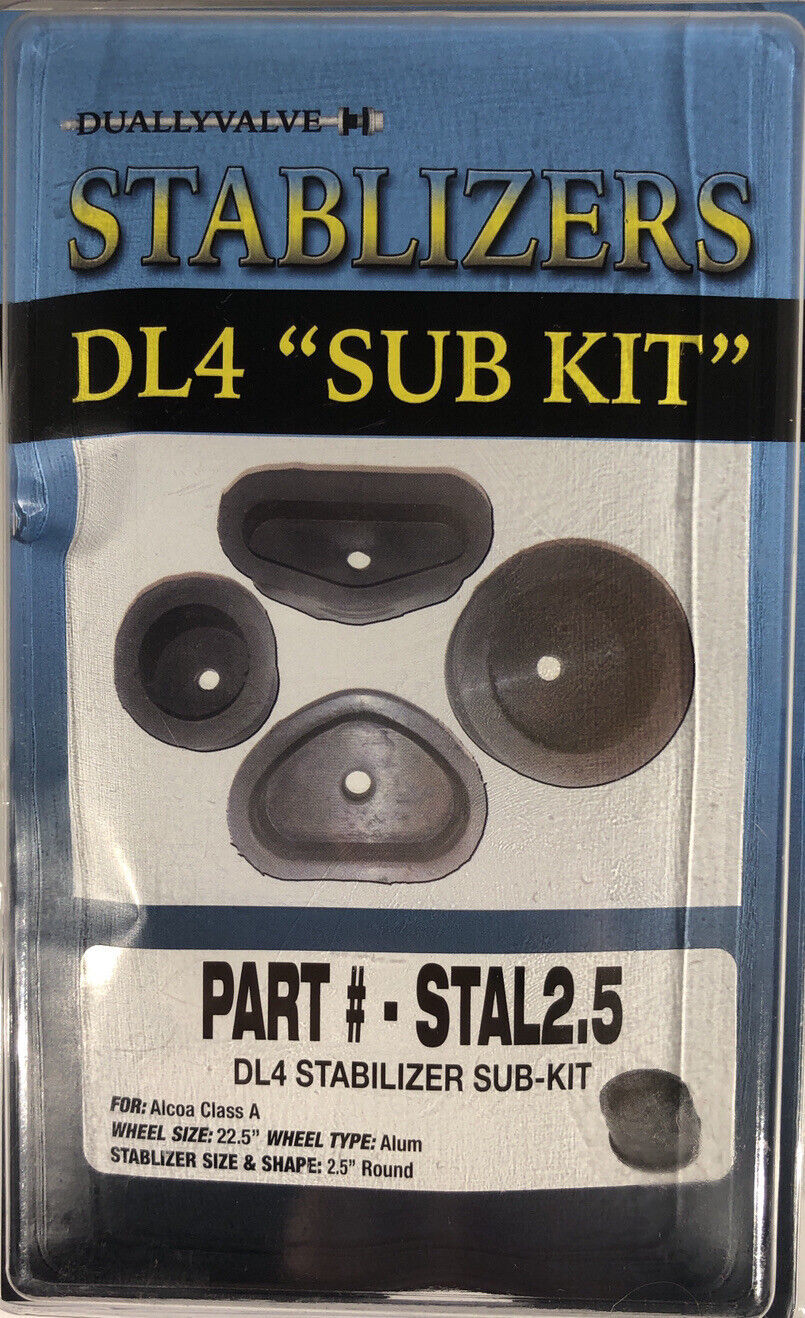 DUALLYVALVE
STABLIZERS
DL4 “SUB KIT”
PART # - STAL2.5
DL4 STABILIZER SUB-KIT
FOR: Alcoa Class A
WHEEL SIZE: 22.5” WHEEL TYPE: Alum
STABLIZER SIZE & SHAPE: 2.5” Round